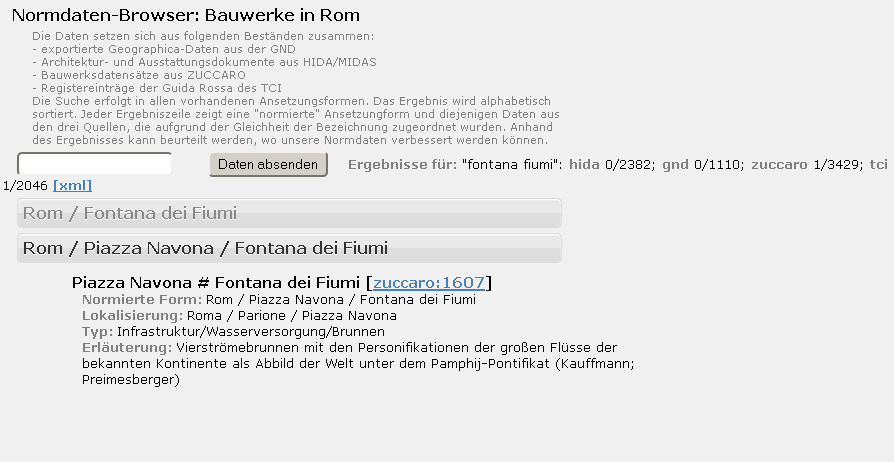 Normdaten-Browser: Bauwerke in Rom
Die Daten setzen sich aus folgenden Beständen zusammen:
- exportierte Geographica-Daten aus der GND
- Architektur- und Ausstattungsdokumente aus HIDA/MIDAS
- Bauwerksdatensätze aus ZUCCARO
- Registereinträge der Guida Rossa des TCI
Die Suche erfolgt in allen vorhandenen Ansetzungsformen. Das Ergebnis wird alphabetisch
sortiert. Jeder Ergebniszeile zeigt eine "normierte" Ansetzungform und diejenigen Daten aus
den drei Quellen, die aufgrund der Gleichheit der Bezeichnung zugeordnet wurden. Anhand
des Ergebnisses kann beurteilt werden, wo unsere Normdaten verbessert werden können.
Daten absenden Ergebnisse für: "fontana fiumi": hida 0/2382; gnd 0/1110; zuccaro 1/3429; tci
1/2046 [xml]
Rom / Fontana dei Fiumi
Rom / Piazza Navona / Fontana dei Fiumi
Piazza Navona # Fontana dei Fiumi [zuccaro:1607]
Normierte Form: Rom / Piazza Navona / Fontana dei Fiumi
Lokalisierung: Roma / Parione / Piazza Navona
Typ: Infrastruktur/Wasserversorgung/Brunnen
Erläuterung: Vierströmebrunnen mit den Personifikationen der großen Flüsse der
bekannten Kontinente als Abbild der Welt unter dem Pamphij-Pontifikat (Kauffmann;
Preimesberger)